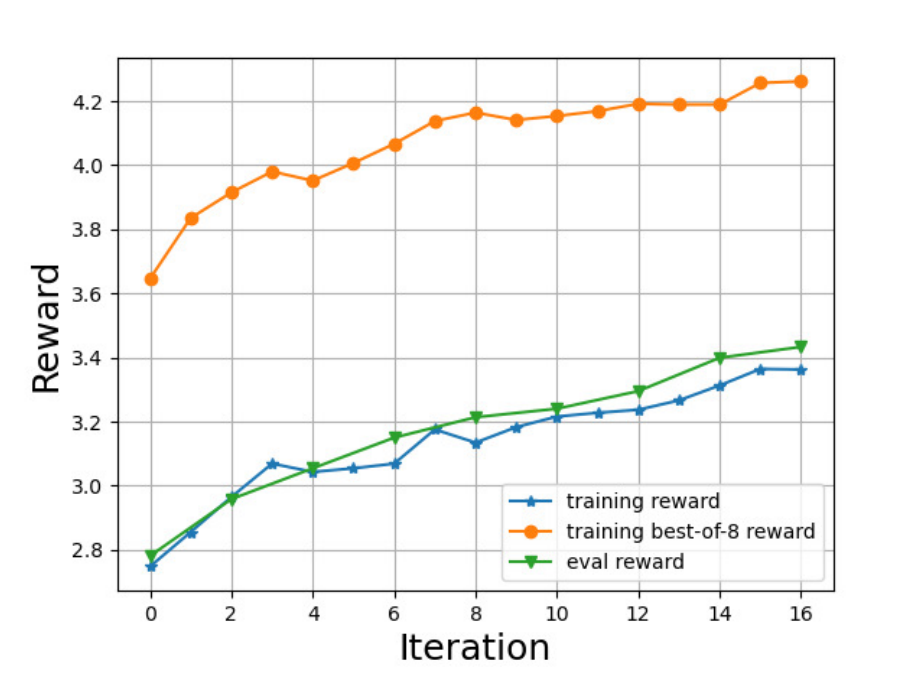 4.2
4.0
3.8
3.6
3.4
3.2
3.0
2.8
Reward
training reward
training best-of-8 reward
eval reward
0 2 4 6 8 10 12 14 16
Iteration